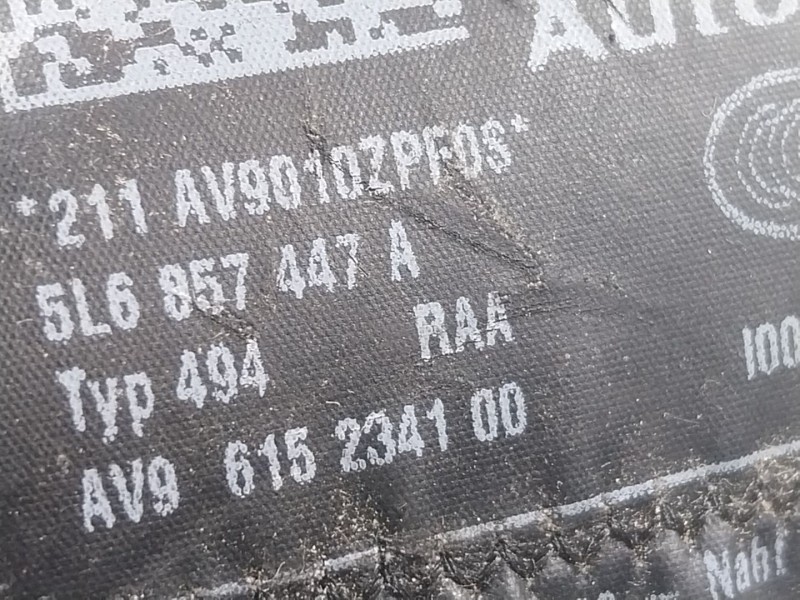 *211 AV9010ZPF0S*
5L6 857 447 A
Typ 494 RAA
AV9 615 2341 00